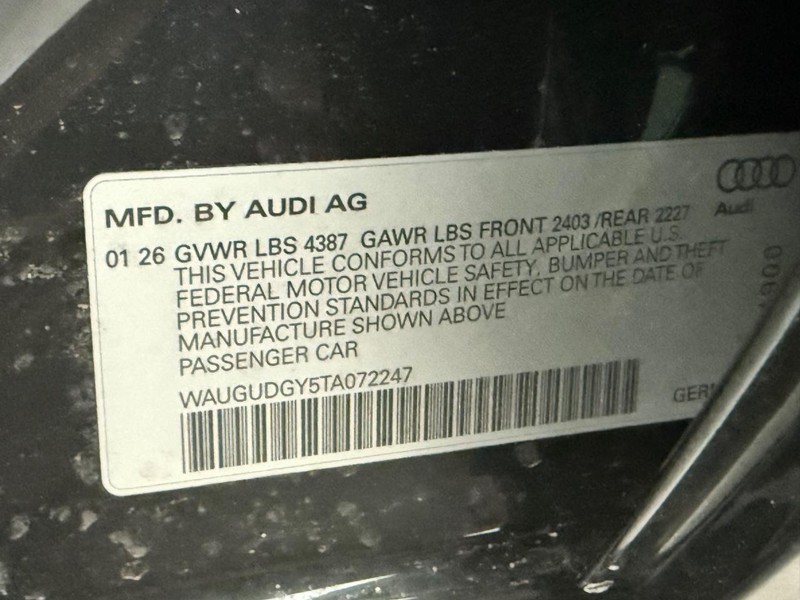 MFD. BY AUDI AG
Audi
01 26 GVWR LBS 4387 GAWR LBS FRONT 2403 /REAR 2227
THIS VEHICLE CONFORMS TO ALL APPLICABLE U.S.
FEDERAL MOTOR VEHICLE SAFETY, BUMPER AND THEFT
PREVENTION STANDARDS IN EFFECT ON THE DATE OF
MANUFACTURE SHOWN ABOVE
PASSENGER CAR
WAUGUDGY5TA072247